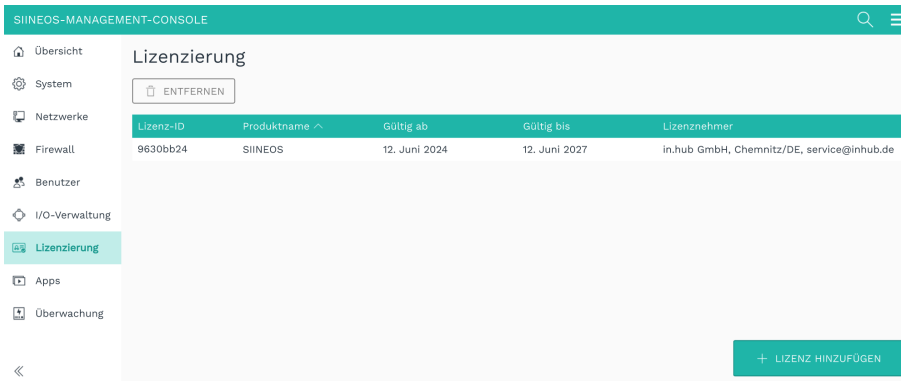 SIINEOS-MANAGEMENT-CONSOLE
Übersicht
System
Netzwerke
Firewall
Benutzer
I/O-Verwaltung
Lizenzierung
Apps
Überwachung
Lizenzierung
ENTFERNEN
Lizenz-ID Produktname Gültig ab Gültig bis Lizenznehmer
9630bb24 SIINEOS 12. Juni 2024 12. Juni 2027 in.hub GmbH, Chemnitz/DE, service@inhub.de
+ LIZENZ HINZUFÜGEN